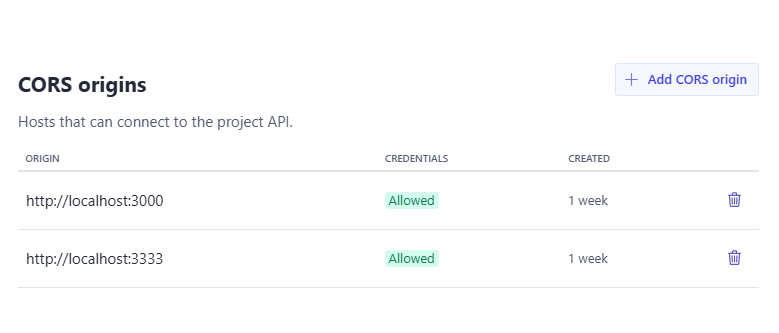 CORS origins
Add CORS origin
Hosts that can connect to the project API.
ORIGIN CREDENTIALS CREATED
http://localhost:3000 Allowed 1 week
http://localhost:3333 Allowed 1 week